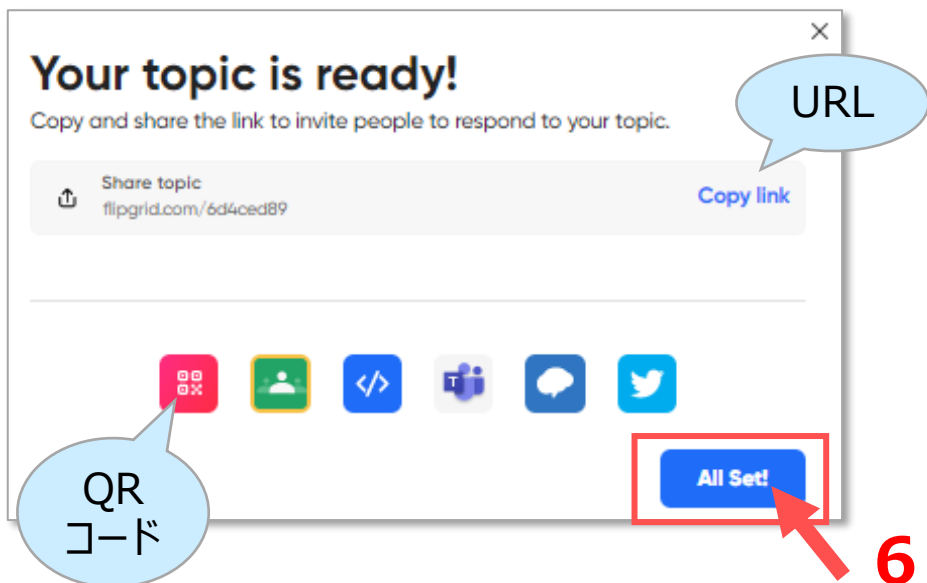 Your topic is ready!
URL
Copy and share the link to invite people to respond to your topic.
Share topic
flipgrid.com/6d4ced89
Copy link
QR
コード
All Set!
6